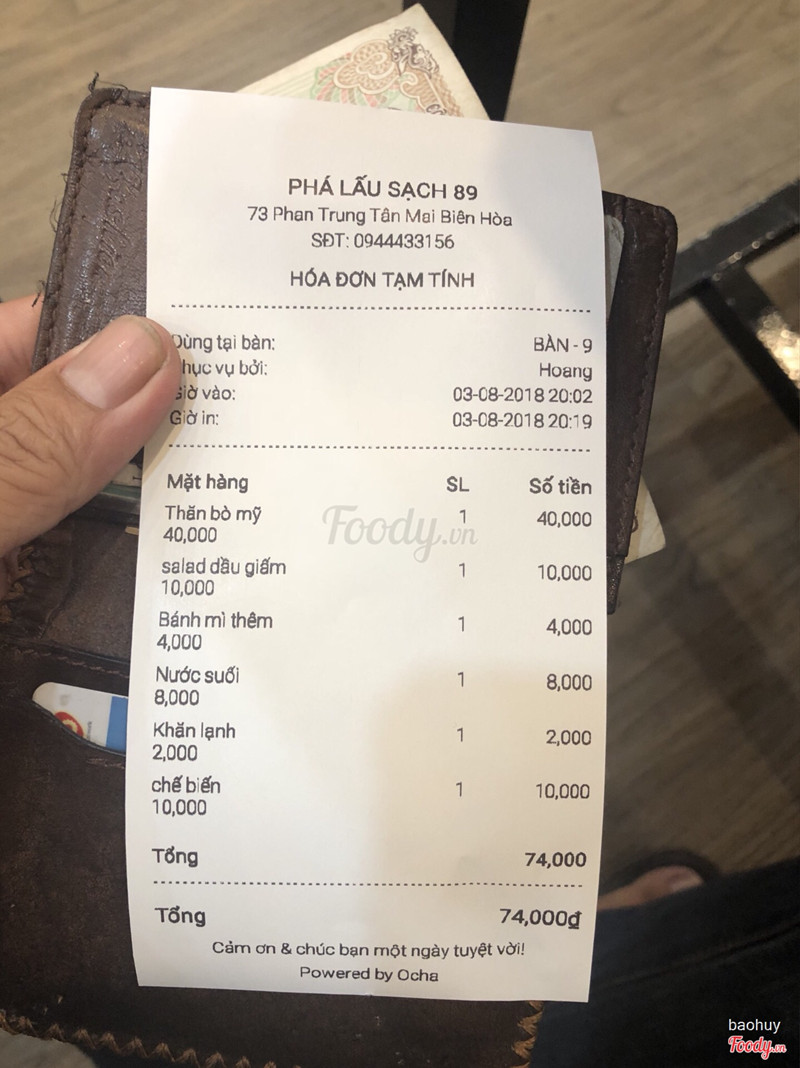 PHÁ LẤU SẠCH 89
73 Phan Trung Tân Mai Biên Hòa
SĐT: 0944433156
HÓA ĐƠN TẠM TÍNH
Dùng tại bàn: BÀN - 9
hục vụ bởi: Hoang
Giờ vào: 03-08-2018 20:02
Giờ in: 03-08-2018 20:19
Mặt hàng SL Số tiền
Thăn bò mỹ 1 40,000
40,000
salad dầu giấm 1 10,000
10,000
Bánh mì thêm 1 4,000
4,000
Nước suối 1 8,000
8,000
Khăn lạnh 1 2,000
2,000
chế biến 1 10,000
10,000
Tổng 74,000
Tổng 74,000₫
Cảm ơn & chúc bạn một ngày tuyệt vời!
Powered by Ocha
Foody.vn
baohuy
Foody.vn